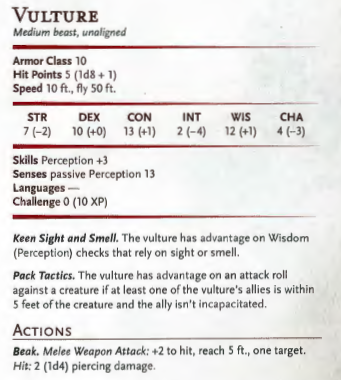 VULTURE
Medium beast, unaligned
Armor Class 10
Hit Points 5 (1d8 + 1)
Speed 10 ft., fly 50 ft.
STR DEX CON INT WIS CHA
7 (–2) 10 (+0) 13 (+1) 2 (–4) 12 (+1) 4 (–3)
Skills Perception +3
Senses passive Perception 13
Languages —
Challenge 0 (10 XP)
Keen Sight and Smell. The vulture has advantage on Wisdom
(Perception) checks that rely on sight or smell.
Pack Tactics. The vulture has advantage on an attack roll
against a creature if at least one of the vulture's allies is within
5 feet of the creature and the ally isn't incapacitated.
ACTIONS
Beak. Melee Weapon Attack: +2 to hit, reach 5 ft., one target.
Hit: 2 (1d4) piercing damage.